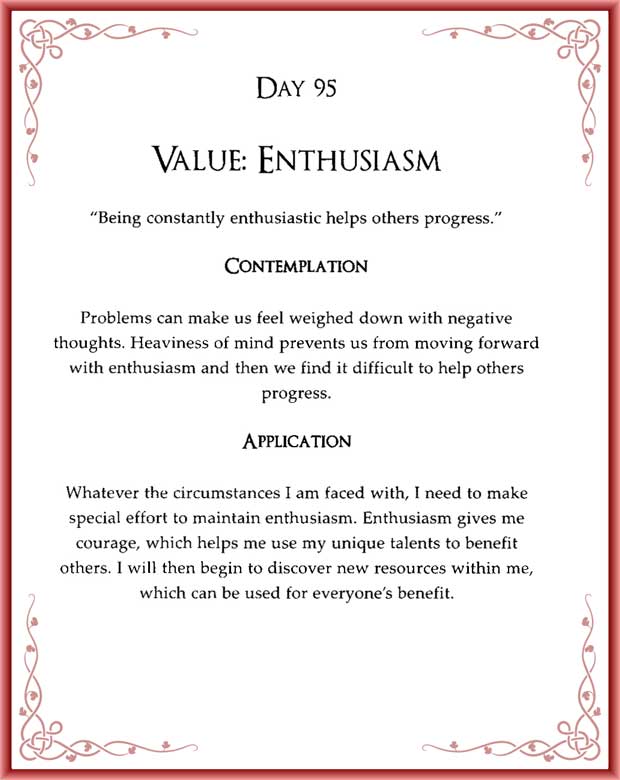 Day 95
Value: Enthusiasm
“Being constantly enthusiastic helps others progress.”
Contemplation
Problems can make us feel weighed down with negative
thoughts. Heaviness of mind prevents us from moving forward
with enthusiasm and then we find it difficult to help others
progress.
Application
Whatever the circumstances I am faced with, I need to make
special effort to maintain enthusiasm. Enthusiasm gives me
courage, which helps me use my unique talents to benefit
others. I will then begin to discover new resources within me,
which can be used for everyone’s benefit.